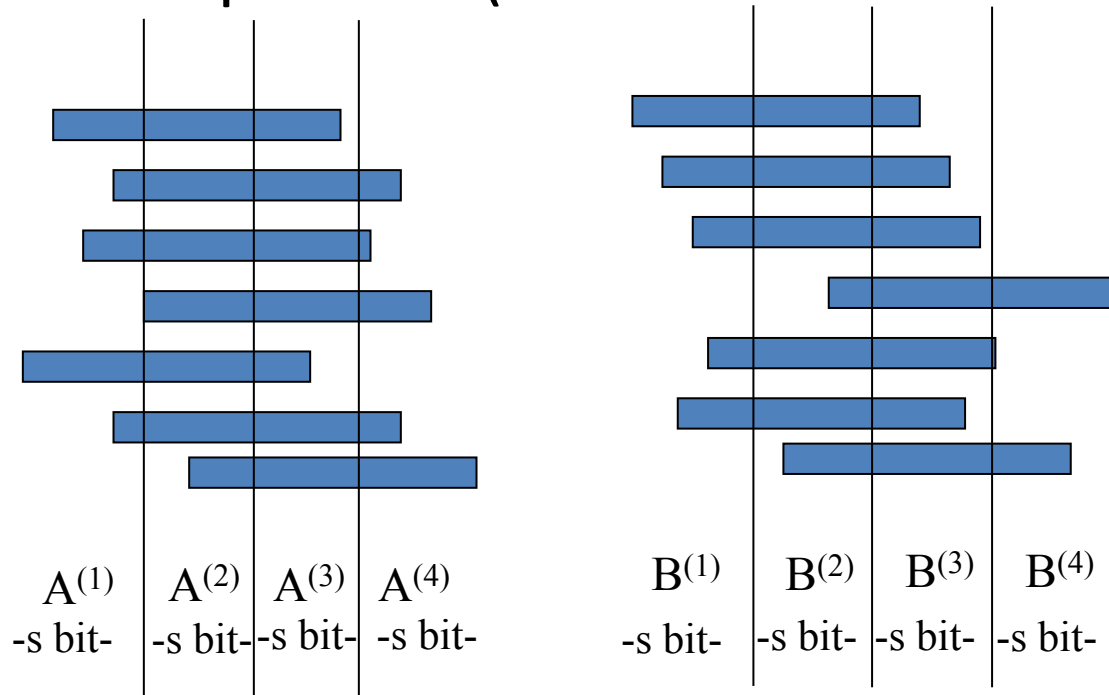 A(1) A(2) A(3) A(4) B(1) B(2) B(3) B(4)
-s bit- -s bit- -s bit- -s bit- -s bit- -s bit- -s bit- -s bit-